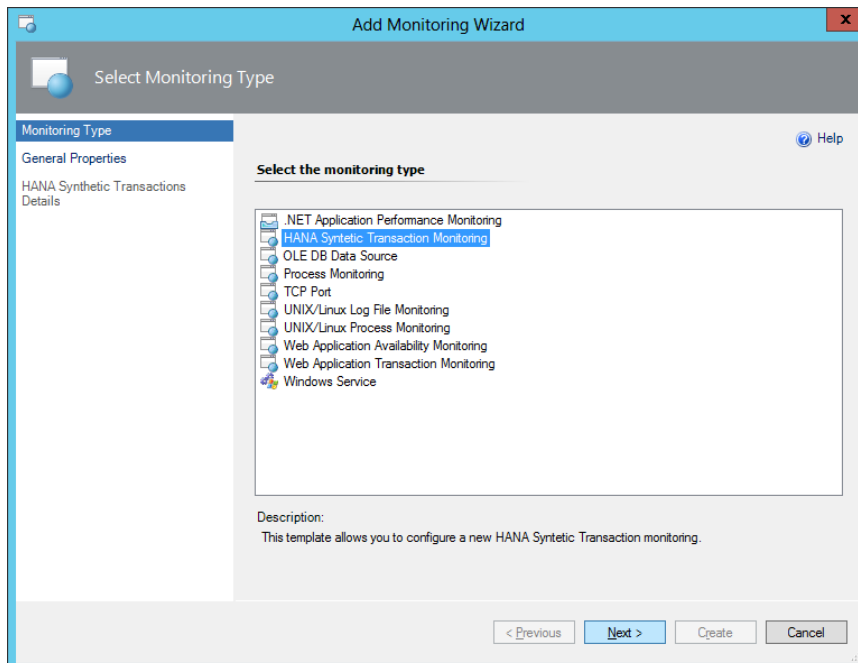 Add Monitoring Wizard
x
Select Monitoring Type
Monitoring Type
General Properties
HANA Synthetic Transactions
Details
Help
Select the monitoring type
.NET Application Performance Monitoring
HANA Syntetic Transaction Monitoring
OLE DB Data Source
Process Monitoring
TCP Port
UNIX/Linux Log File Monitoring
UNIX/Linux Process Monitoring
Web Application Availability Monitoring
Web Application Transaction Monitoring
Windows Service
Description:
This template allows you to configure a new HANA Syntetic Transaction monitoring.
< Previous
Next >
Create
Cancel